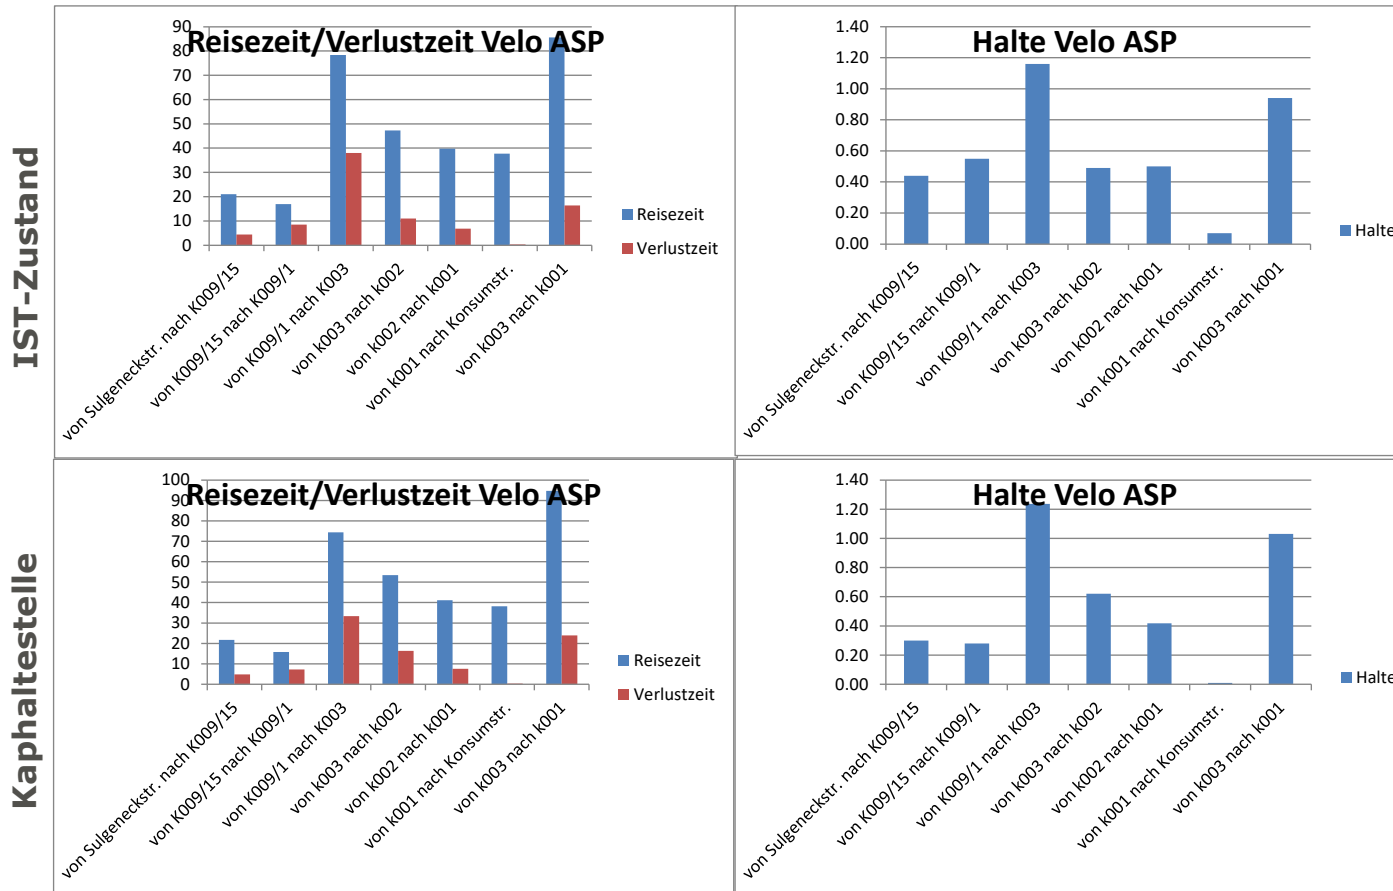 IST-Zustand
Reisezeit/Verlustzeit Velo ASP
90
80
70
60
50
40
30
20
10
0
von Sulgeneckstr. nach K009/15
von K009/15 nach K009/1
von K009/1 nach K003
von k003 nach k002
von k002 nach k001
von k001 nach Konsumstr.
von k003 nach k001
Reisezeit
Verlustzeit
Halte Velo ASP
1.40
1.20
1.00
0.80
0.60
0.40
0.20
0.00
von Sulgeneckstr. nach K009/15
von K009/15 nach K009/1
von K009/1 nach K003
von k003 nach k002
von k002 nach k001
von k001 nach Konsumstr.
von k003 nach k001
Halte
Kaphaltestelle
Reisezeit/Verlustzeit Velo ASP
100
90
80
70
60
50
40
30
20
10
0
von Sulgeneckstr. nach K009/15
von K009/15 nach K009/1
von K009/1 nach K003
von k003 nach k002
von k002 nach k001
von k001 nach Konsumstr.
von k003 nach k001
Reisezeit
Verlustzeit
Halte Velo ASP
1.40
1.20
1.00
0.80
0.60
0.40
0.20
0.00
von Sulgeneckstr. nach K009/15
von K009/15 nach K009/1
von K009/1 nach K003
von k003 nach k002
von k002 nach k001
von k001 nach Konsumstr.
von k003 nach k001
Halte